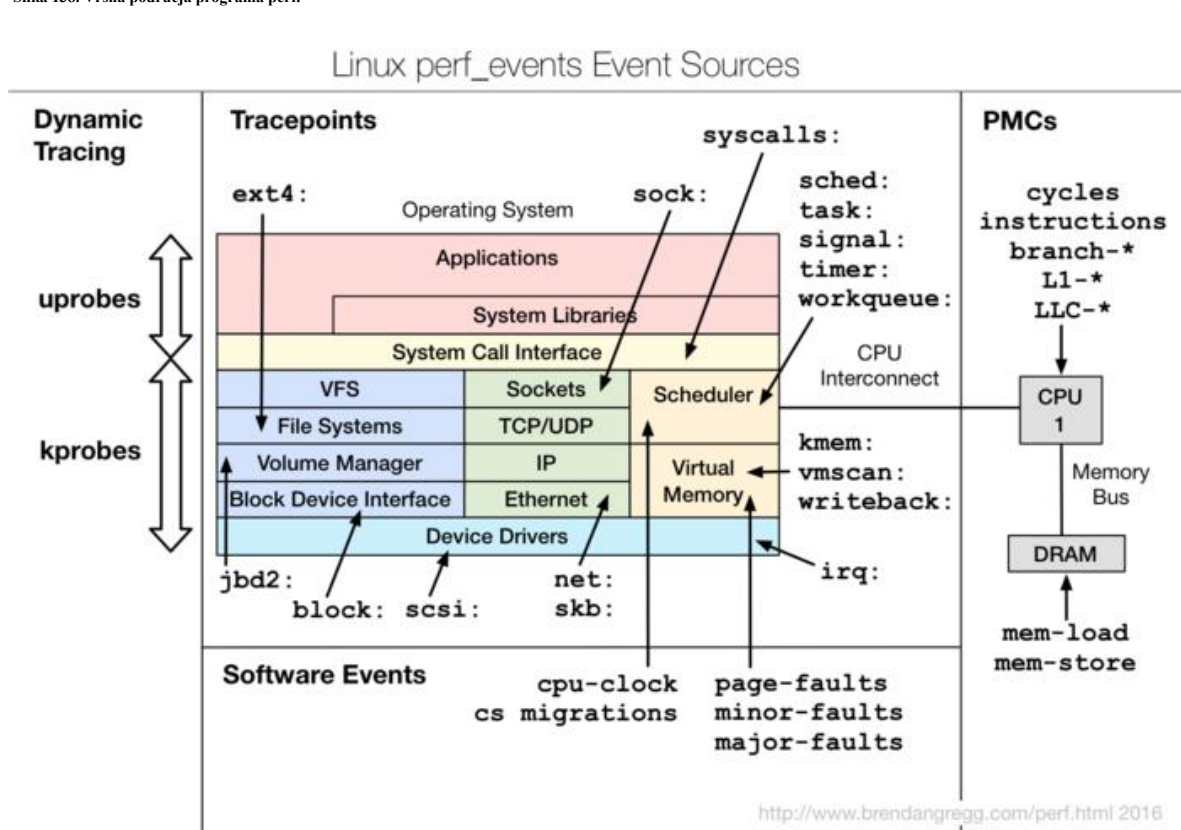 Linux perf_events Event Sources
Dynamic
Tracing
uprobes
kprobes
Tracepoints
syscalls:
ext4:
sock:
sched:
task:
signal:
timer:
workqueue:
Operating System
Applications
System Libraries
System Call Interface
VFS
Sockets
Scheduler
File Systems
TCP/UDP
Volume Manager
IP
Virtual
Memory
Block Device Interface
Ethernet
Device Drivers
kmem:
vmscan:
writeback:
jbd2:
block:
scsi:
net:
skb:
irq:
CPU
Interconnect
PMCs
cycles
instructions
branch-*
L1-*
LLC-*
CPU
1
Memory
Bus
DRAM
mem-load
mem-store
Software Events
cpu-clock
cs migrations
page-faults
minor-faults
major-faults
http://www.brendangregg.com/perf.html 2016